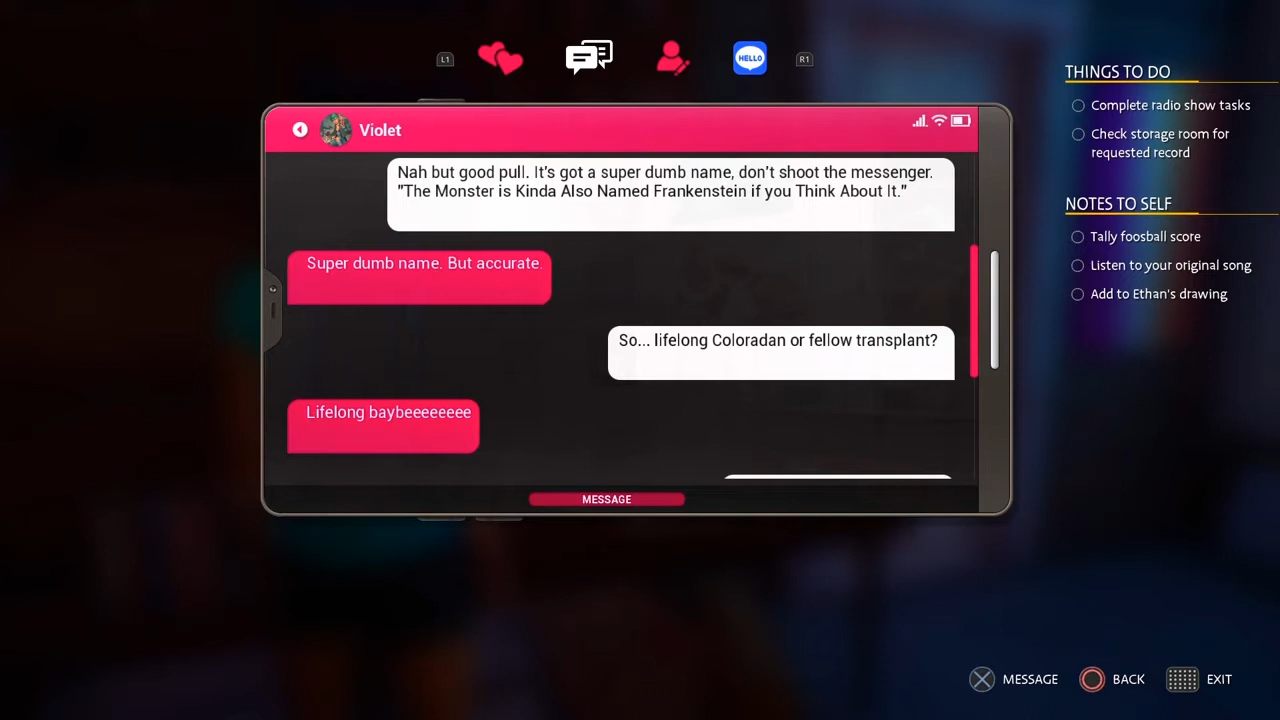 L1
HELLO
R1
THINGS TO DO
Complete radio show tasks
Check storage room for
requested record
NOTES TO SELF
Tally foosball score
Listen to your original song
Add to Ethan's drawing
Violet
Nah but good pull. It's got a super dumb name, don't shoot the messenger.
"The Monster is Kinda Also Named Frankenstein if you Think About It."
Super dumb name. But accurate.
So... lifelong Coloradan or fellow transplant?
Lifelong baybeeeeeeee
MESSAGE
MESSAGE
BACK
EXIT